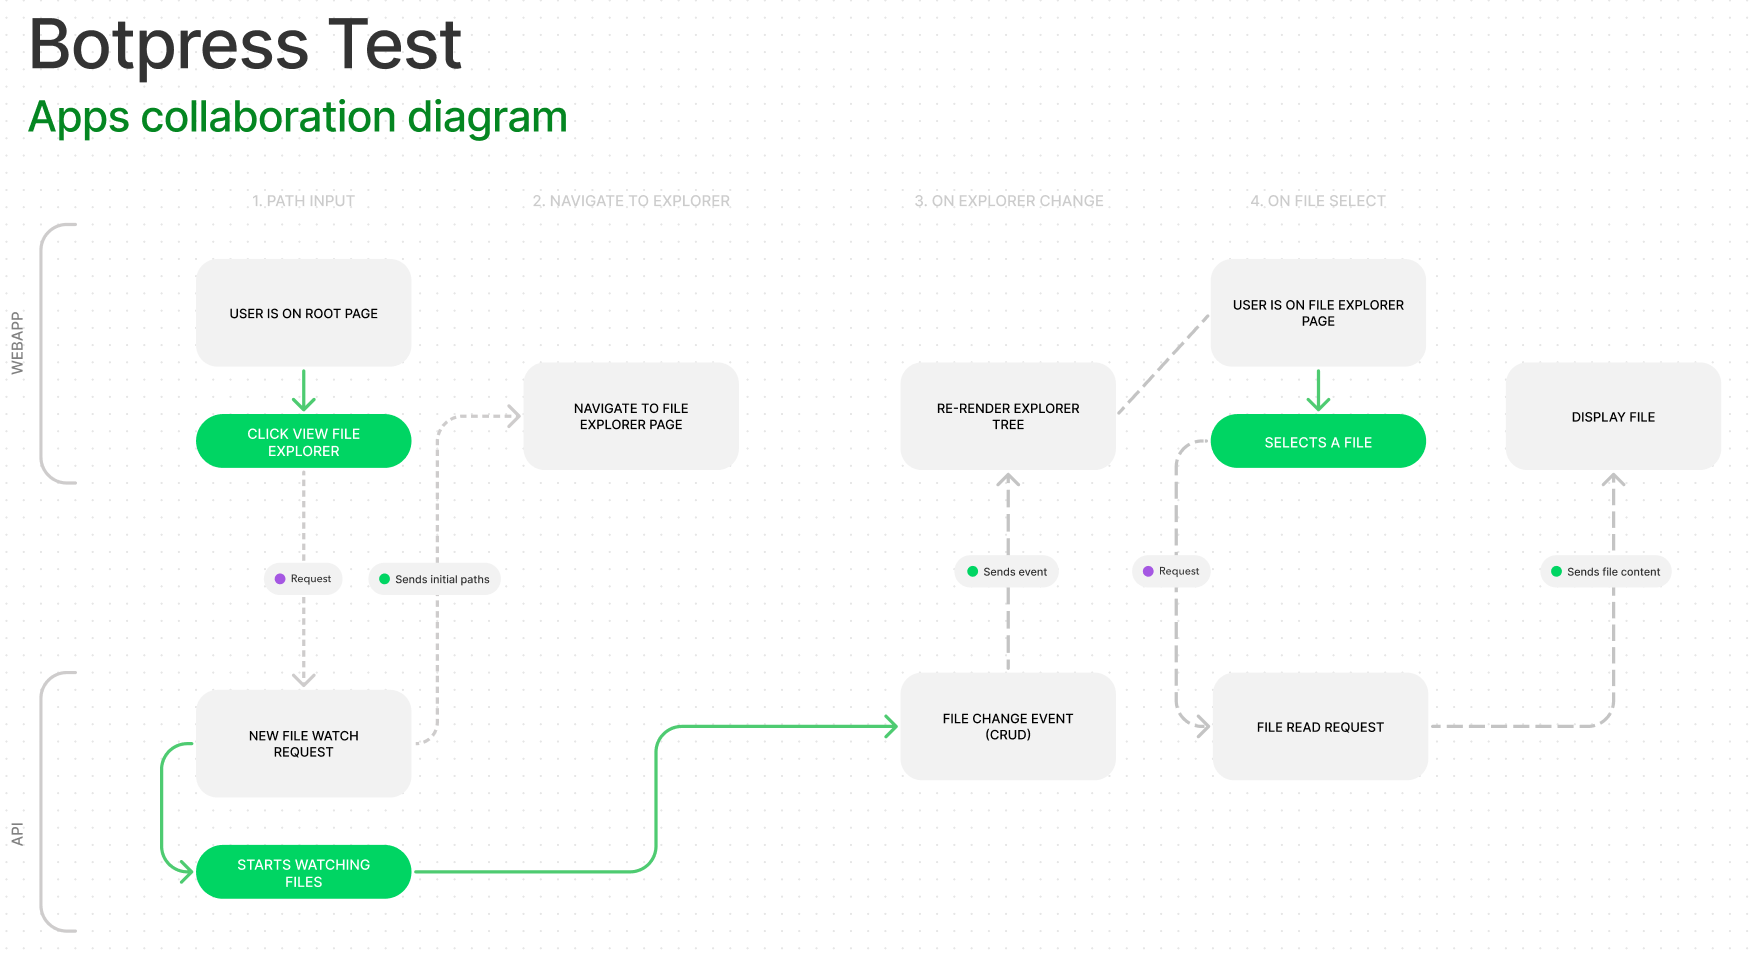 Botpress Test
Apps collaboration diagram
1. PATH INPUT
2. NAVIGATE TO EXPLORER
3. ON EXPLORER CHANGE
4. ON FILE SELECT
WEBAPP
USER IS ON ROOT PAGE
CLICK VIEW FILE
EXPLORER
NAVIGATE TO FILE
EXPLORER PAGE
RE-RENDER EXPLORER
TREE
USER IS ON FILE EXPLORER
PAGE
SELECTS A FILE
DISPLAY FILE
Request
Sends initial paths
Sends event
Request
Sends file content
API
NEW FILE WATCH
REQUEST
STARTS WATCHING
FILES
FILE CHANGE EVENT
(CRUD)
FILE READ REQUEST